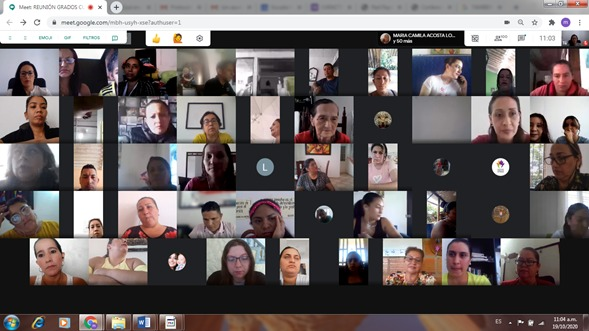 Meet: REUNIÓN GRADOS C
meet.google.com/mbh-usyh-xse?authuser=1
EMOJI GIF FILTROS
MARIA CAMILA ACOSTA LO...
y 50 más
11:03
L
ES
11:04 a.m.
19/10/2020